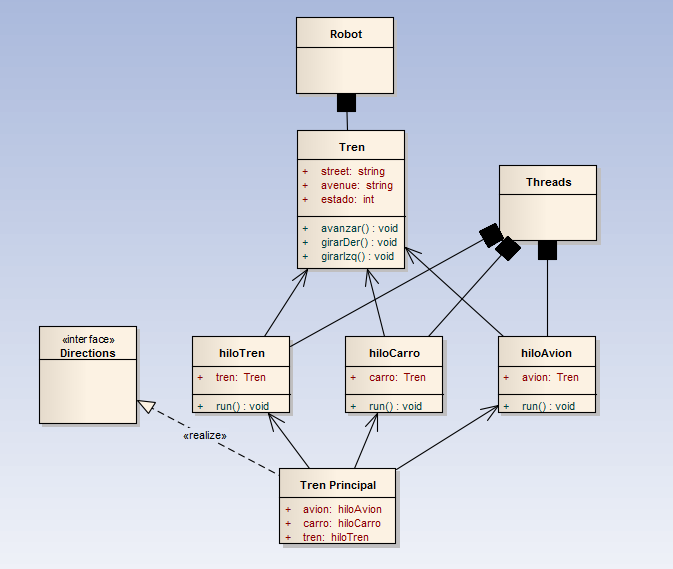 Robot
Tren
+ street: string
+ avenue: string
+ estado: int
+ avanzar() : void
+ girarDer() : void
+ girarIzq() : void
Threads
«interface»
Directions
hiloTren
+ tren: Tren
+ run() : void
hiloCarro
+ carro: Tren
+ run() : void
hiloAvion
+ avion: Tren
+ run() : void
«realize»
Tren Principal
+ avion: hiloAvion
+ carro: hiloCarro
+ tren: hiloTren